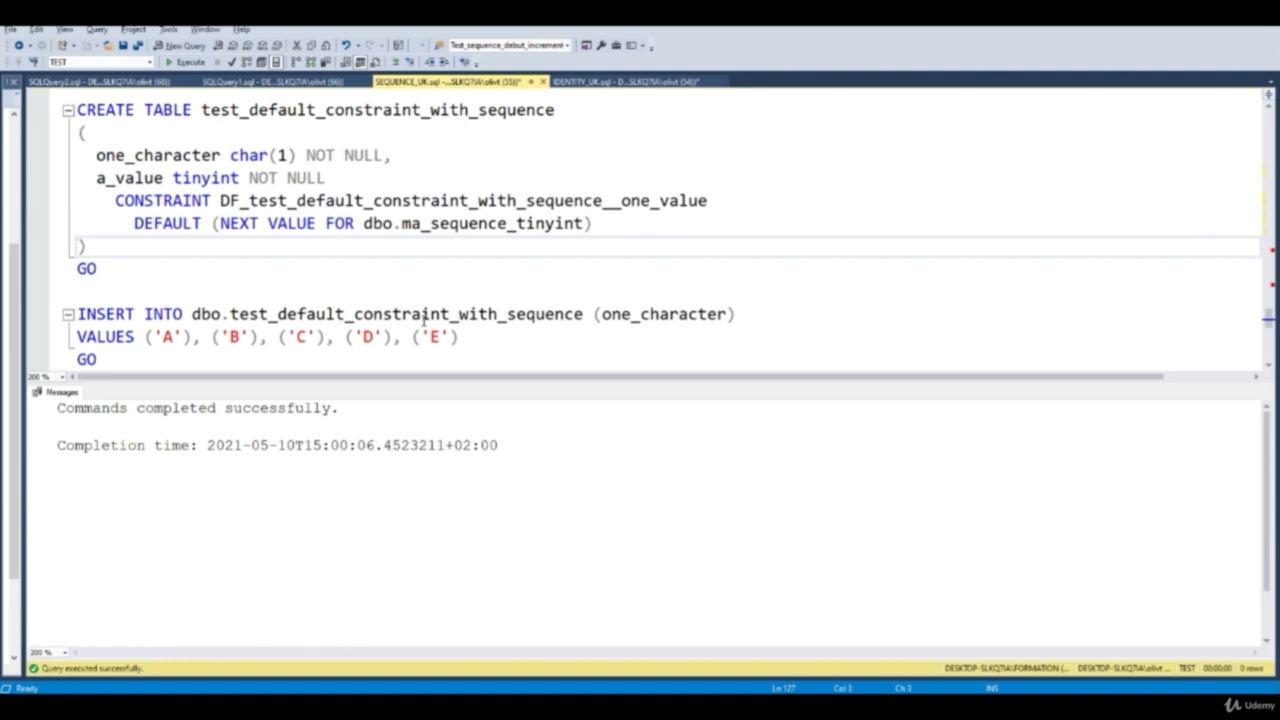 File Edit View Query Project Tools Window Help
New Query Test_sequence_debut_increment
TEST Execute
SQLQuery2.sql - DE...SLKQ7IA\olivt (60)) SQLQuery1.sql - DE...SLKQ7IA\olivt (66)) SEQUENCE_UK.sql -...SLKQ7IA\olivt (55))* IDENTITY_UK.sql - D...SLKQ7IA\olivt (54))*
CREATE TABLE test_default_constraint_with_sequence
(
one_character char(1) NOT NULL,
a_value tinyint NOT NULL
CONSTRAINT DF_test_default_constraint_with_sequence__one_value
DEFAULT (NEXT VALUE FOR dbo.ma_sequence_tinyint)
)
GO
INSERT INTO dbo.test_default_constraint_with_sequence (one_character)
VALUES ('A'), ('B'), ('C'), ('D'), ('E')
GO
200 %
Messages
Commands completed successfully.
Completion time: 2021-05-10T15:00:06.4523211+02:00
200 %
Query executed successfully. DESKTOP-SLKQ7IA\FORMATION (... DESKTOP-SLKQ7IA\olivt ... TEST 00:00:00 0 rows
Ready Ln 127 Col 3 Ch 3 INS
Udemy